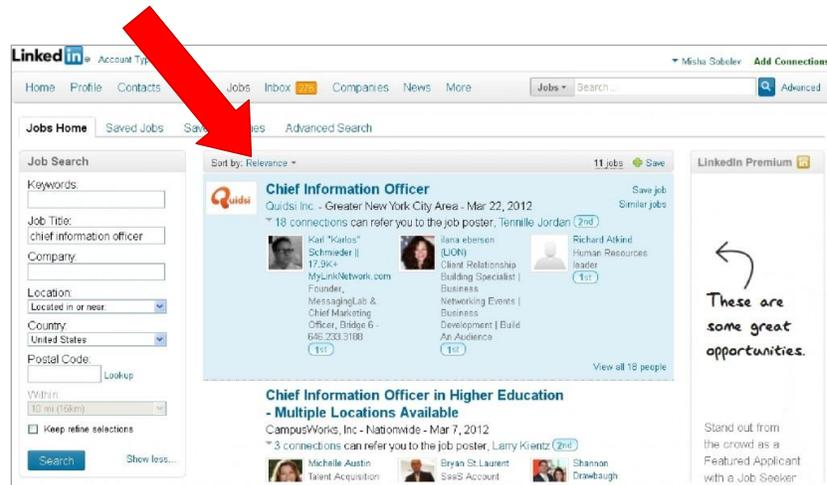 Linked in® Account Typ
Misha Sobolev Add Connections
Home Profile Contacts Jobs Inbox 276 Companies News More Jobs Search... Advanced
Jobs Home Saved Jobs Sav es Advanced Search
Job Search
Keywords:
Job Title:
chief information officer
Company:
Location:
Located in or near:
Country:
United States
Postal Code:
Lookup
Within:
10 mi (16km)
Keep refine selections
Search Show less...
Sort by: Relevance 11 jobs Save
Quidsi
Chief Information Officer Save job
Quidsi Inc. - Greater New York City Area - Mar 22, 2012 Similar jobs
18 connections can refer you to the job poster, Tennille Jordan 2nd
Karl "Karlos"
Schmieder ||
17.9K+
MyLinkNetwork.com
Founder,
MessagingLab &
Chief Marketing
Officer, Bridge 6 -
646.233.3188
1st
ilana eberson
(LION)
Client Relationship
Building Specialist |
Business
Networking Events |
Business
Development | Build
An Audience
1st
Richard Atkind
Human Resources
leader
1st
View all 18 people
Chief Information Officer in Higher Education
- Multiple Locations Available
CampusWorks, Inc - Nationwide - Mar 7, 2012
3 connections can refer you to the job poster, Larry Kientz 2nd
Michelle Austin
Talent Acquisition
Bryan St.Laurent
SaaS Account
Shannon
Drawbaugh
LinkedIn Premium in
These are
some great
opportunities.
Stand out from
the crowd as a
Featured Applicant
with a Job Seeker